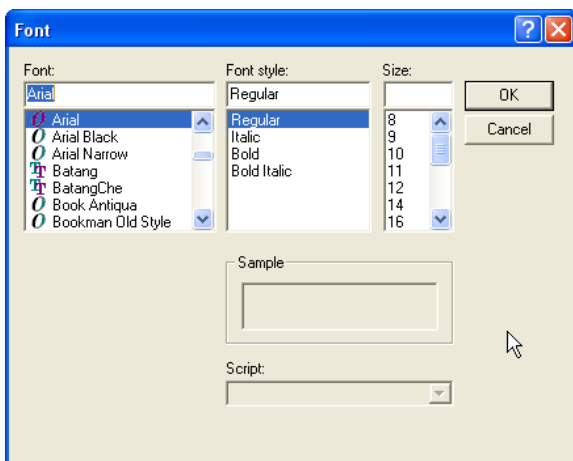 Font
Font: Font style: Size:
Arial Regular
Arial Regular 8
Arial Black Italic 9
Arial Narrow Bold 10
Batang Bold Italic 11
BatangChe 12
Book Antiqua 14
Bookman Old Style 16
OK
Cancel
Sample
Script: